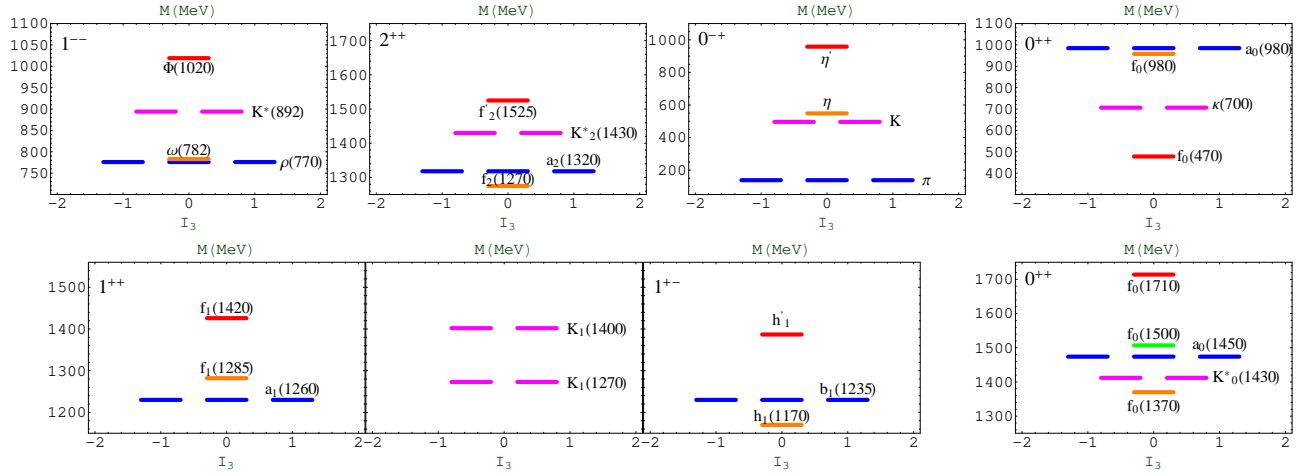 M(MeV)
1⁻⁻
1100
1050
1000
950
900
850
800
750
Φ(1020)
K*(892)
ω(782)
ρ(770)
−2 −1 0 1 2
I₃
M(MeV)
2⁺⁺
1700
1600
1500
1400
1300
f'₂(1525)
K*₂(1430)
a₂(1320)
f₂(1270)
−2 −1 0 1 2
I₃
M(MeV)
0⁻⁺
1000
800
600
400
200
η'
η
K
π
−2 −1 0 1 2
I₃
M(MeV)
0⁺⁺
1100
1000
900
800
700
600
500
400
a₀(980)
f₀(980)
κ(700)
f₀(470)
−2 −1 0 1 2
I₃
M(MeV)
1⁺⁺
1500
1400
1300
1200
f₁(1420)
f₁(1285)
a₁(1260)
−2 −1 0 1 2
I₃
M(MeV)
K₁(1400)
K₁(1270)
−2 −1 0 1 2
I₃
M(MeV)
1⁺⁻
h'₁
b₁(1235)
h₁(1170)
−2 −1 0 1 2
I₃
M(MeV)
0⁺⁺
1700
1600
1500
1400
1300
f₀(1710)
f₀(1500)
a₀(1450)
K*₀(1430)
f₀(1370)
−2 −1 0 1 2
I₃